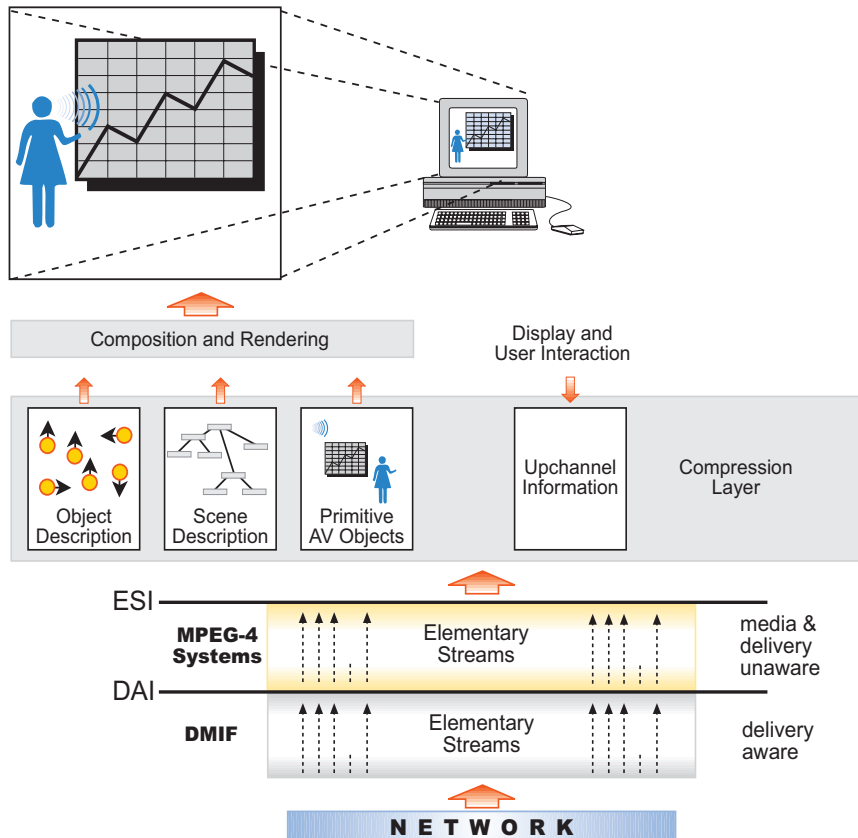 Composition and Rendering
Display and
User Interaction
Object
Description
Scene
Description
Primitive
AV Objects
Upchannel
Information
Compression
Layer
ESI
MPEG-4
Systems
Elementary
Streams
media &
delivery
unaware
DAI
DMIF
Elementary
Streams
delivery
aware
NETWORK